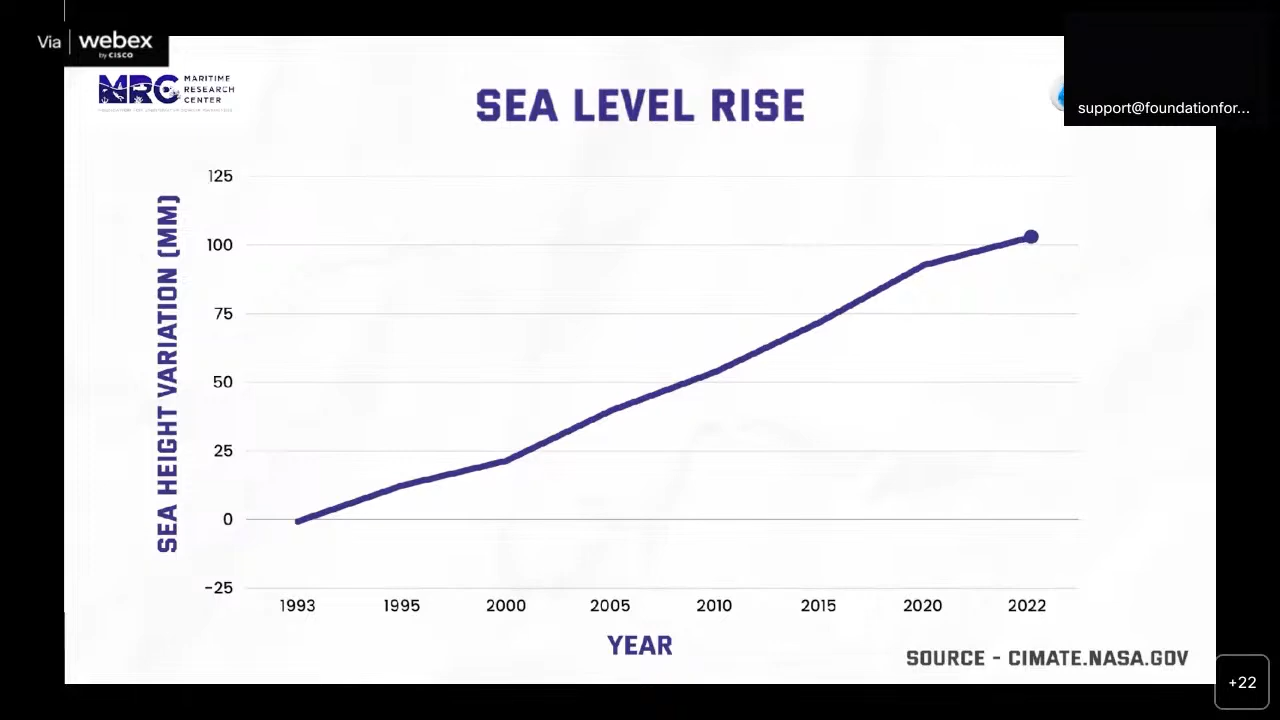 Via webex
by CISCO
MRC MARITIME
RESEARCH
CENTER
SEA LEVEL RISE
support@foundationfor...
SEA HEIGHT VARIATION (MM)
125
100
75
50
25
0
-25
1993 1995 2000 2005 2010 2015 2020 2022
YEAR
SOURCE - CIMATE.NASA.GOV
+22